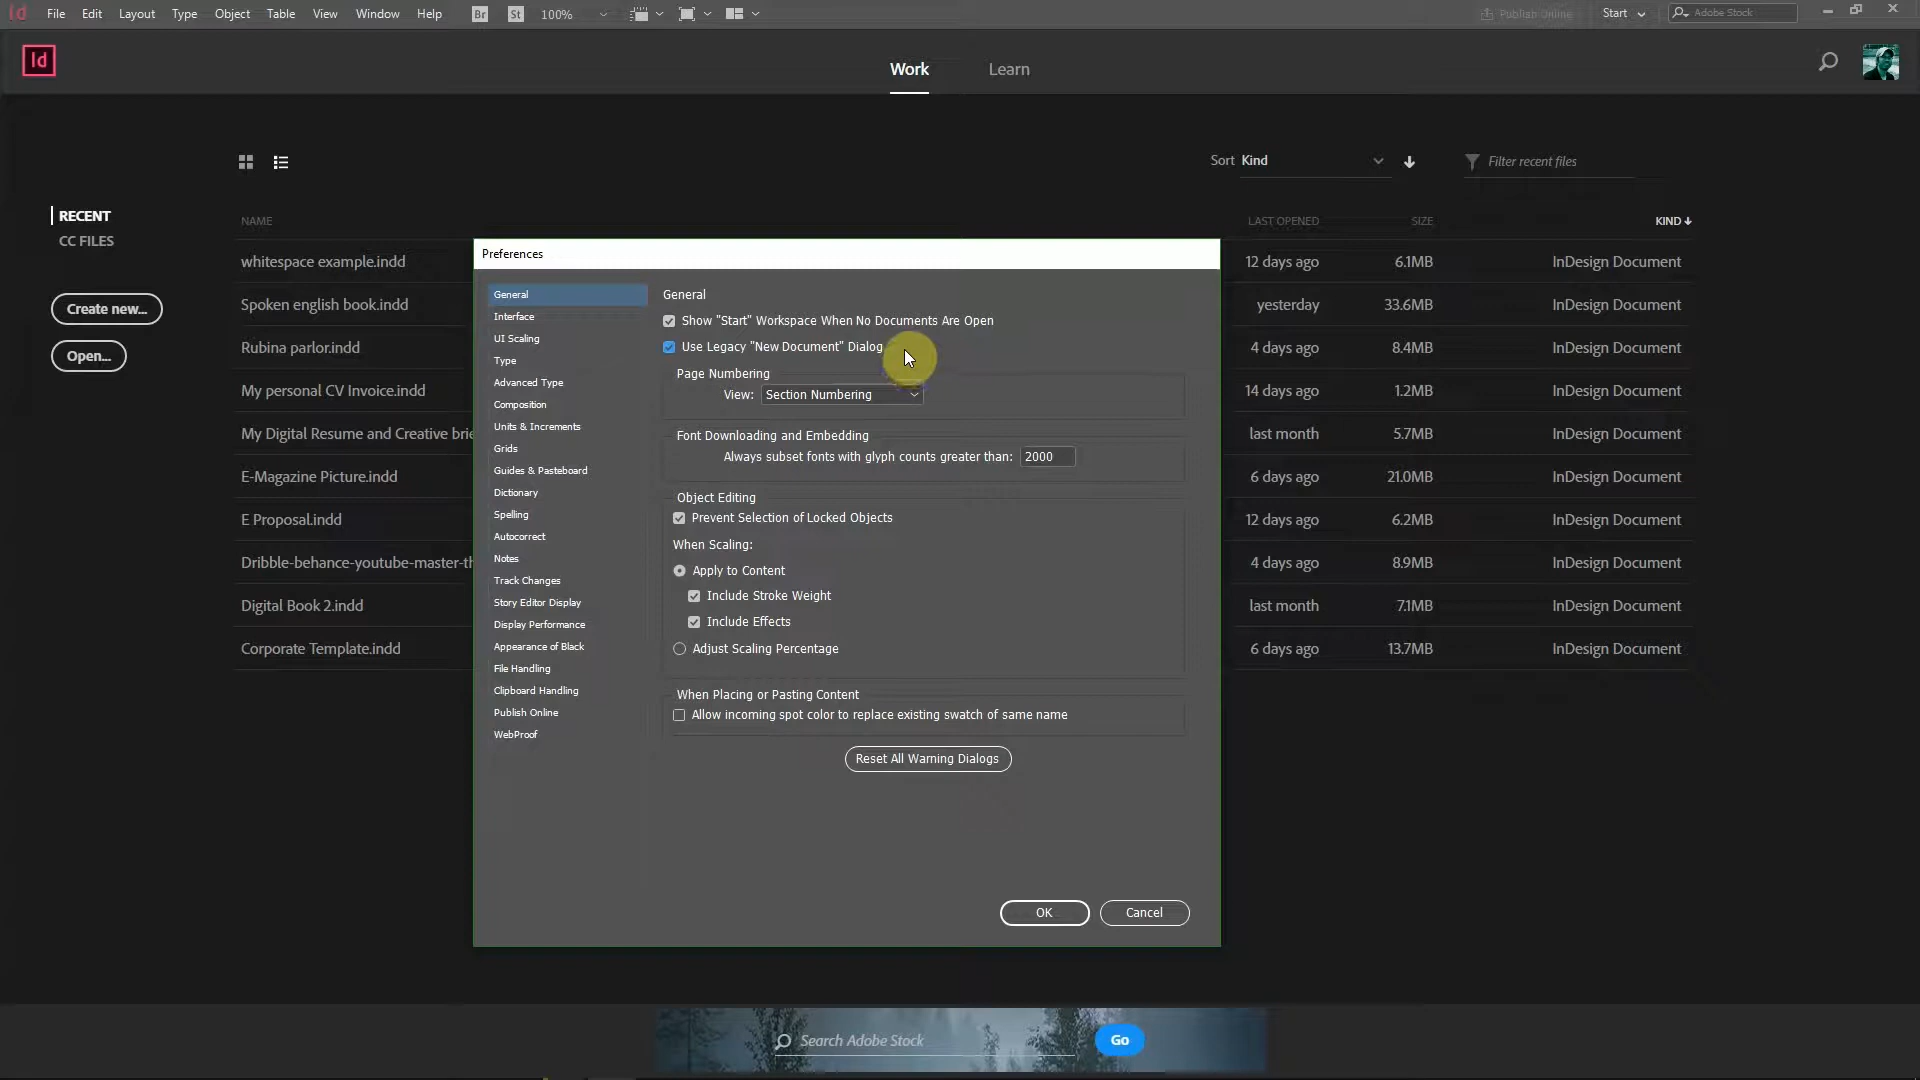 Id File Edit Layout Type Object Table View Window Help Br St 100% Publish Online Start Adobe Stock
Id
Work Learn
Sort Kind Filter recent files
RECENT
CC FILES
Create new...
Open...
NAME LAST OPENED SIZE KIND
whitespace example.indd 12 days ago 6.1MB InDesign Document
Spoken english book.indd yesterday 33.6MB InDesign Document
Rubina parlor.indd 4 days ago 8.4MB InDesign Document
My personal CV Invoice.indd 14 days ago 1.2MB InDesign Document
My Digital Resume and Creative brie last month 5.7MB InDesign Document
E-Magazine Picture.indd 6 days ago 21.0MB InDesign Document
E Proposal.indd 12 days ago 6.2MB InDesign Document
Dribble-behance-youtube-master-th 4 days ago 8.9MB InDesign Document
Digital Book 2.indd last month 7.1MB InDesign Document
Corporate Template.indd 6 days ago 13.7MB InDesign Document
Preferences
General
Interface
UI Scaling
Type
Advanced Type
Composition
Units & Increments
Grids
Guides & Pasteboard
Dictionary
Spelling
Autocorrect
Notes
Track Changes
Story Editor Display
Display Performance
Appearance of Black
File Handling
Clipboard Handling
Publish Online
WebProof
General
Show "Start" Workspace When No Documents Are Open
Use Legacy "New Document" Dialog
Page Numbering
View: Section Numbering
Font Downloading and Embedding
Always subset fonts with glyph counts greater than: 2000
Object Editing
Prevent Selection of Locked Objects
When Scaling:
Apply to Content
Include Stroke Weight
Include Effects
Adjust Scaling Percentage
When Placing or Pasting Content
Allow incoming spot color to replace existing swatch of same name
Reset All Warning Dialogs
OK Cancel
Search Adobe Stock Go